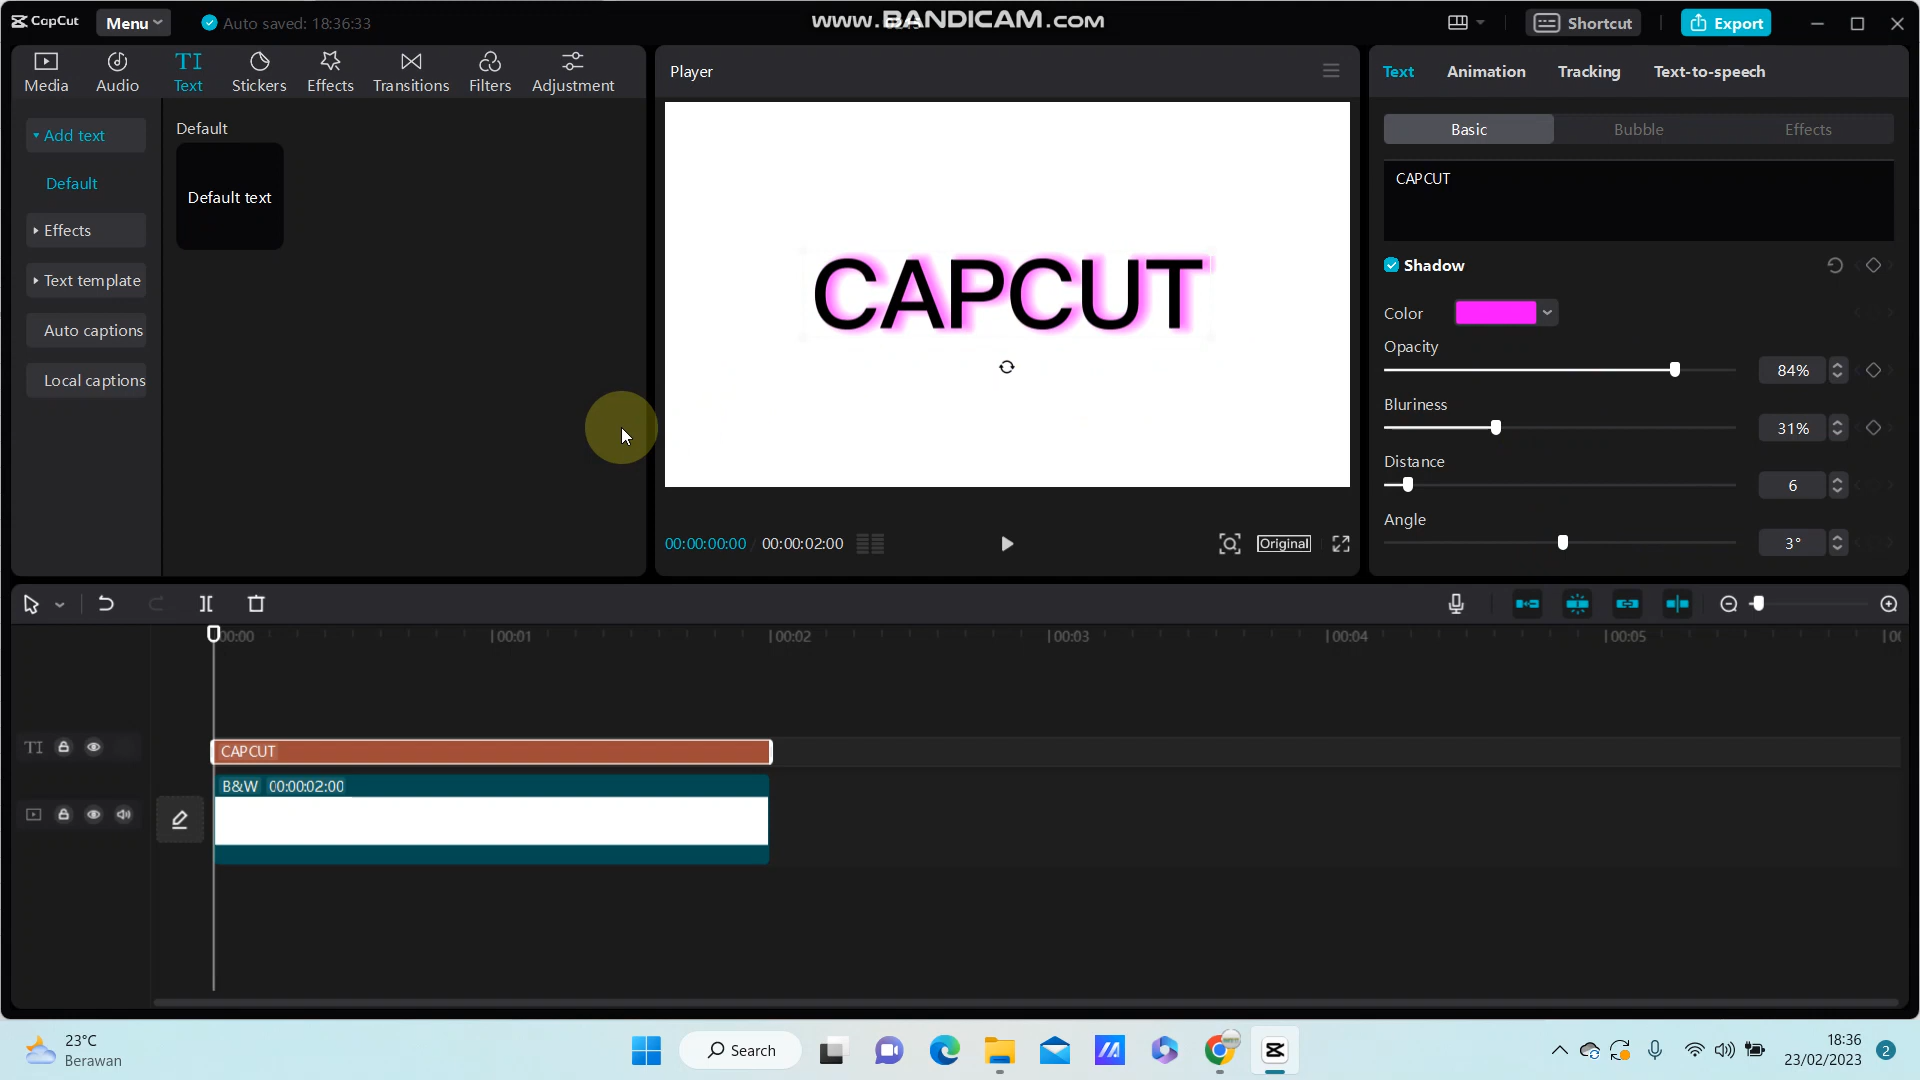 CapCut
Menu
Auto saved: 18:36:33
www.BANDICAM.com
Shortcut
Export
Media
Audio
TI
Text
Stickers
Effects
Transitions
Filters
Adjustment
Add text
Default
Effects
Text template
Auto captions
Local captions
Default
Default text
Player
CAPCUT
00:00:00:00 / 00:00:02:00
Original
Text
Animation
Tracking
Text-to-speech
Basic
Bubble
Effects
CAPCUT
Shadow
Color
Opacity
84%
Bluriness
31%
Distance
6
Angle
3°
00:00
00:01
00:02
00:03
00:04
00:05
TI
CAPCUT
B&W 00:00:02:00
23°C
Berawan
Search
18:36
23/02/2023
2